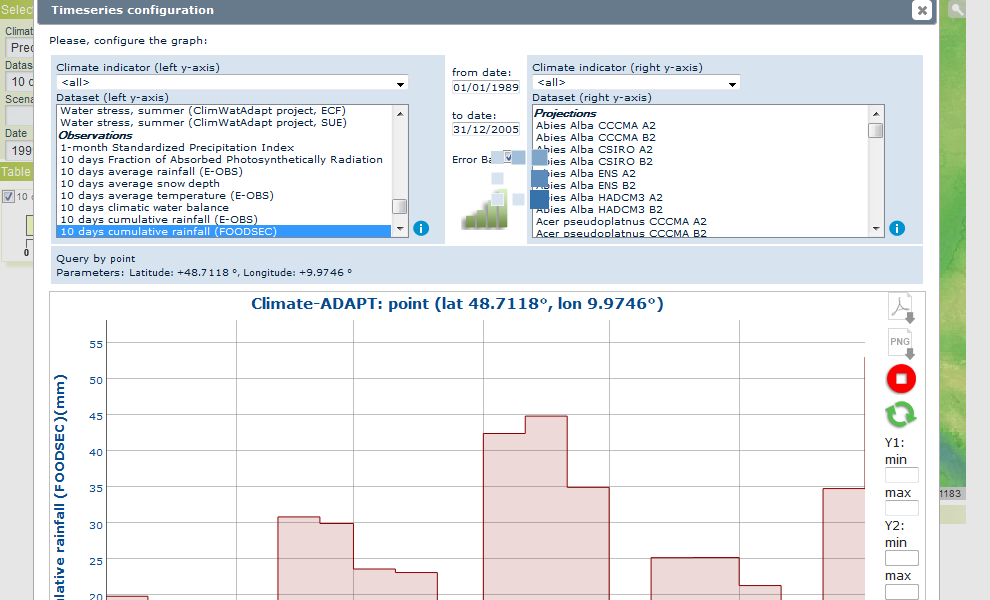 Select
Timeseries configuration
Climat
Please, configure the graph:
Prec
Datas
10 d
Scena
Date
199
Table
10 c
0
Climate indicator (left y-axis)
<all>
Dataset (left y-axis)
Water stress, summer (ClimWatAdapt project, ECF)
Water stress, summer (ClimWatAdapt project, SUE)
Observations
1-month Standardized Precipitation Index
10 days Fraction of Absorbed Photosynthetically Radiation
10 days average rainfall (E-OBS)
10 days average snow depth
10 days average temperature (E-OBS)
10 days climatic water balance
10 days cumulative rainfall (E-OBS)
10 days cumulative rainfall (FOODSEC)
from date:
01/01/1989
to date:
31/12/2005
Error Ba
Climate indicator (right y-axis)
<all>
Dataset (right y-axis)
Projections
Abies Alba CCCMA A2
Abies Alba CCCMA B2
Abies Alba CSIRO A2
Abies Alba CSIRO B2
Abies Alba ENS A2
Abies Alba ENS B2
Abies Alba HADCM3 A2
Abies Alba HADCM3 B2
Acer pseudoplatnus CCCMA A2
Acer pseudoplatnus CCCMA B2
Query by point
Parameters: Latitude: +48.7118 °, Longitude: +9.9746 °
Climate-ADAPT: point (lat 48.7118°, lon 9.9746°)
lative rainfall (FOODSEC)(mm)
55
50
45
40
35
30
25
20
PNG
Y1:
min
max
Y2:
min
max
1183